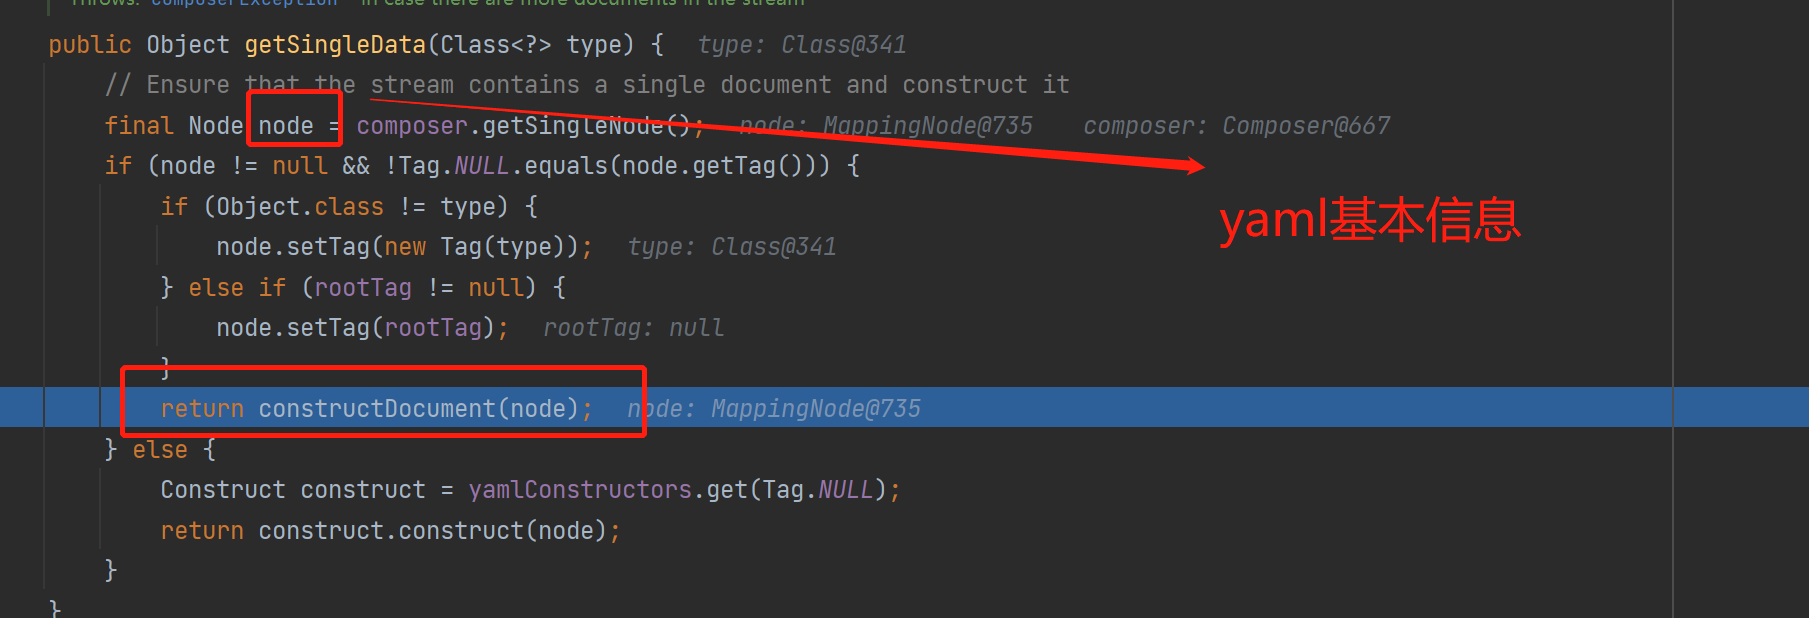 Throws: ComposerException – in case there are more documents in the stream
public Object getSingleData(Class<?> type) {  type: Class@341
// Ensure that the stream contains a single document and construct it
final Node node = composer.getSingleNode();  node: MappingNode@735  composer: Composer@667
if (node != null && !Tag.NULL.equals(node.getTag())) {
if (Object.class != type) {
yaml基本信息
node.setTag(new Tag(type));  type: Class@341
} else if (rootTag != null) {
node.setTag(rootTag);  rootTag: null
}
return constructDocument(node);  node: MappingNode@735
} else {
Construct construct = yamlConstructors.get(Tag.NULL);
return construct.construct(node);
}
}